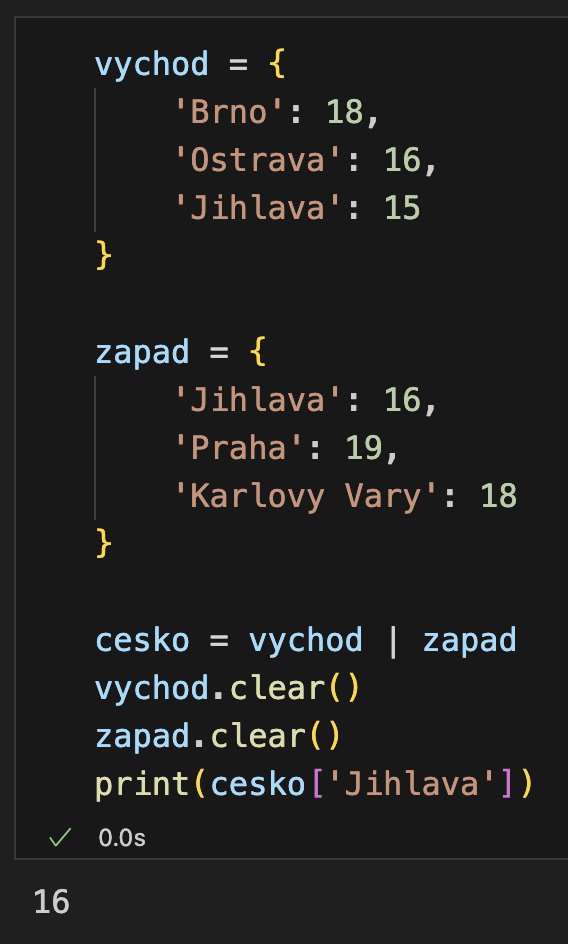 vychod = {
    'Brno': 18,
    'Ostrava': 16,
    'Jihlava': 15
}
zapad = {
    'Jihlava': 16,
    'Praha': 19,
    'Karlovy Vary': 18
}
cesko = vychod | zapad
vychod.clear()
zapad.clear()
print(cesko['Jihlava'])
0.0s
16